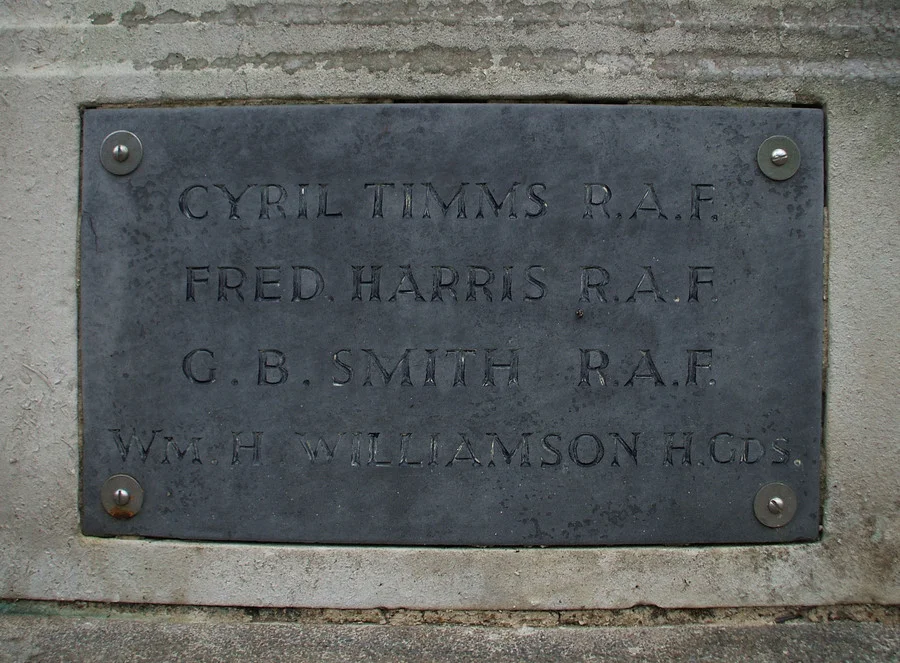 CYRIL TIMMS R.A.F.
FRED. HARRIS R.A.F.
G. B. SMITH R.A.F.
WM. H WILLIAMSON H.GDS.